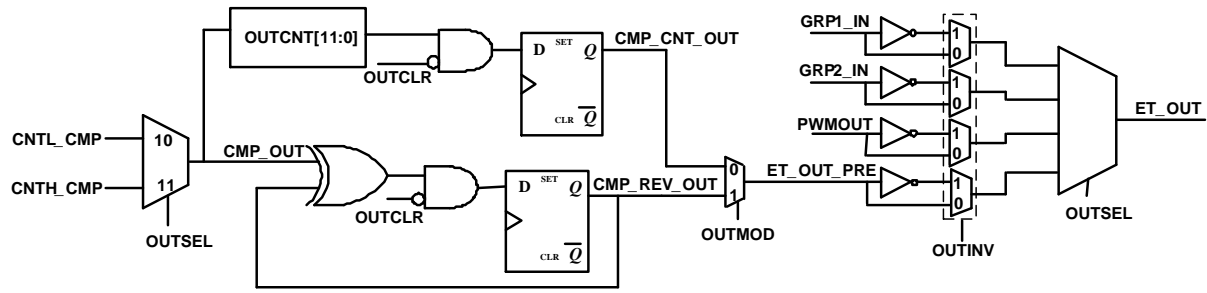 OUTCNT[11:0]
OUTCLR
D SET Q
CLR Q
CMP_CNT_OUT
CNTL_CMP
CNTH_CMP
10
11
OUTSEL
CMP_OUT
OUTCLR
D SET Q
CLR Q
CMP_REV_OUT
0
1
OUTMOD
ET_OUT_PRE
GRP1_IN
1
0
GRP2_IN
1
0
PWMOUT
1
0
1
0
OUTINV
OUTSEL
ET_OUT